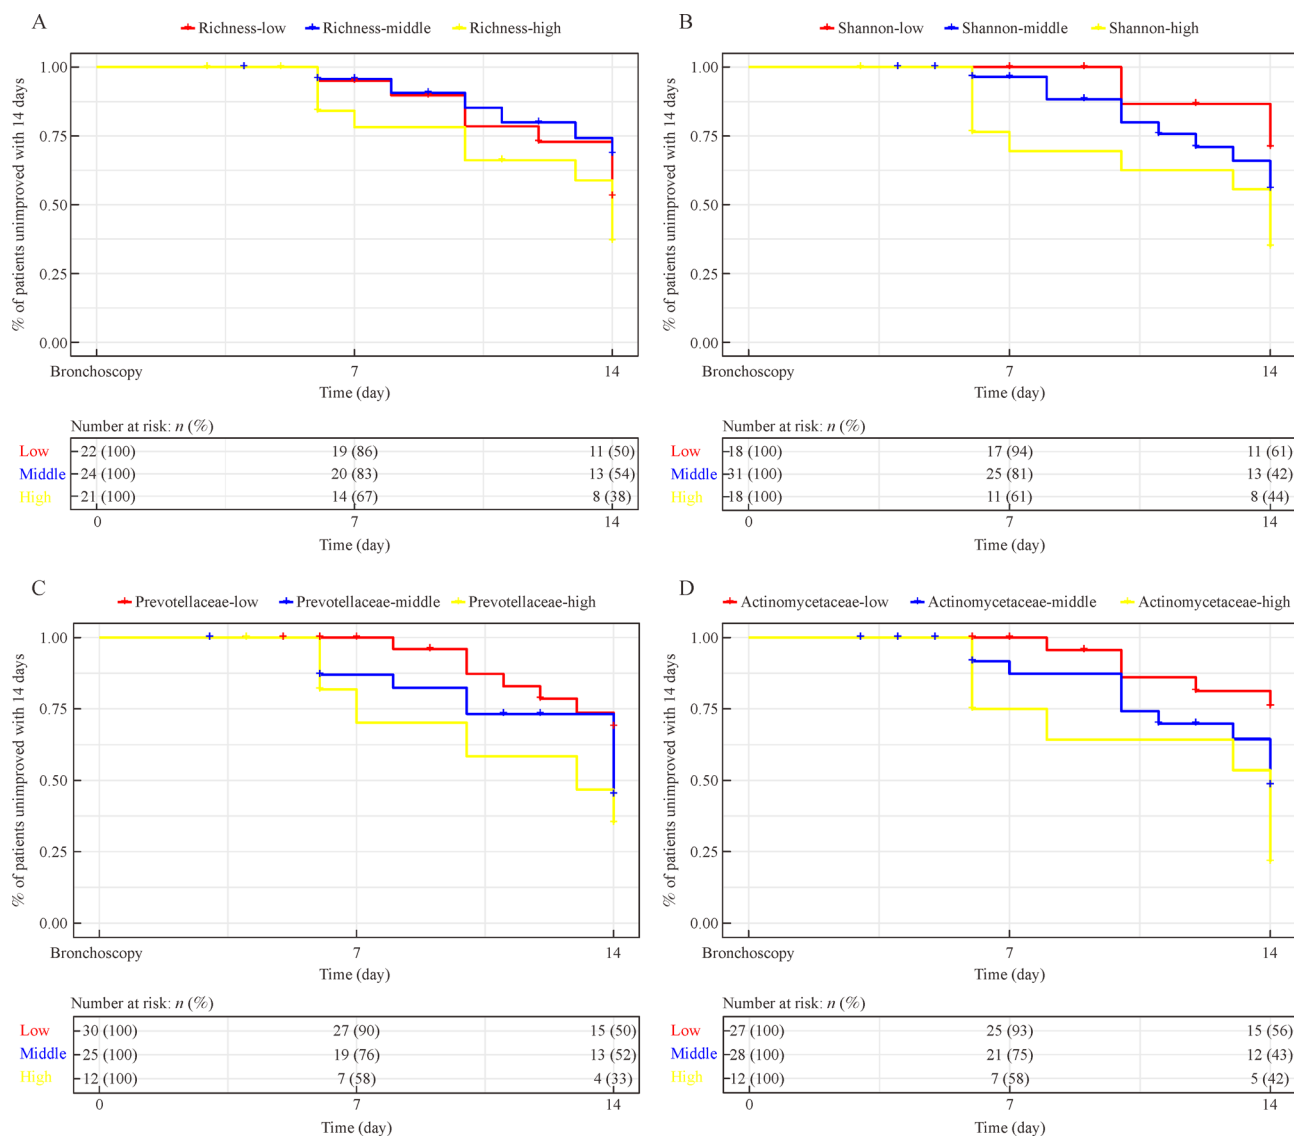 A
Richness-low Richness-middle Richness-high
% of patients unimproved with 14 days
1.00
0.75
0.50
0.25
0.00
Bronchoscopy 7 14
Time (day)
Number at risk: n (%)
Low 22 (100) 19 (86) 11 (50)
Middle 24 (100) 20 (83) 13 (54)
High 21 (100) 14 (67) 8 (38)
0 7 14
Time (day)
B
Shannon-low Shannon-middle Shannon-high
% of patients unimproved with 14 days
1.00
0.75
0.50
0.25
0.00
Bronchoscopy 7 14
Time (day)
Number at risk: n (%)
Low 18 (100) 17 (94) 11 (61)
Middle 31 (100) 25 (81) 13 (42)
High 18 (100) 11 (61) 8 (44)
0 7 14
Time (day)
C
Prevotellaceae-low Prevotellaceae-middle Prevotellaceae-high
% of patients unimproved with 14 days
1.00
0.75
0.50
0.25
0.00
Bronchoscopy 7 14
Time (day)
Number at risk: n (%)
Low 30 (100) 27 (90) 15 (50)
Middle 25 (100) 19 (76) 13 (52)
High 12 (100) 7 (58) 4 (33)
0 7 14
Time (day)
D
Actinomycetaceae-low Actinomycetaceae-middle Actinomycetaceae-high
% of patients unimproved with 14 days
1.00
0.75
0.50
0.25
0.00
Bronchoscopy 7 14
Time (day)
Number at risk: n (%)
Low 27 (100) 25 (93) 15 (56)
Middle 28 (100) 21 (75) 12 (43)
High 12 (100) 7 (58) 5 (42)
0 7 14
Time (day)